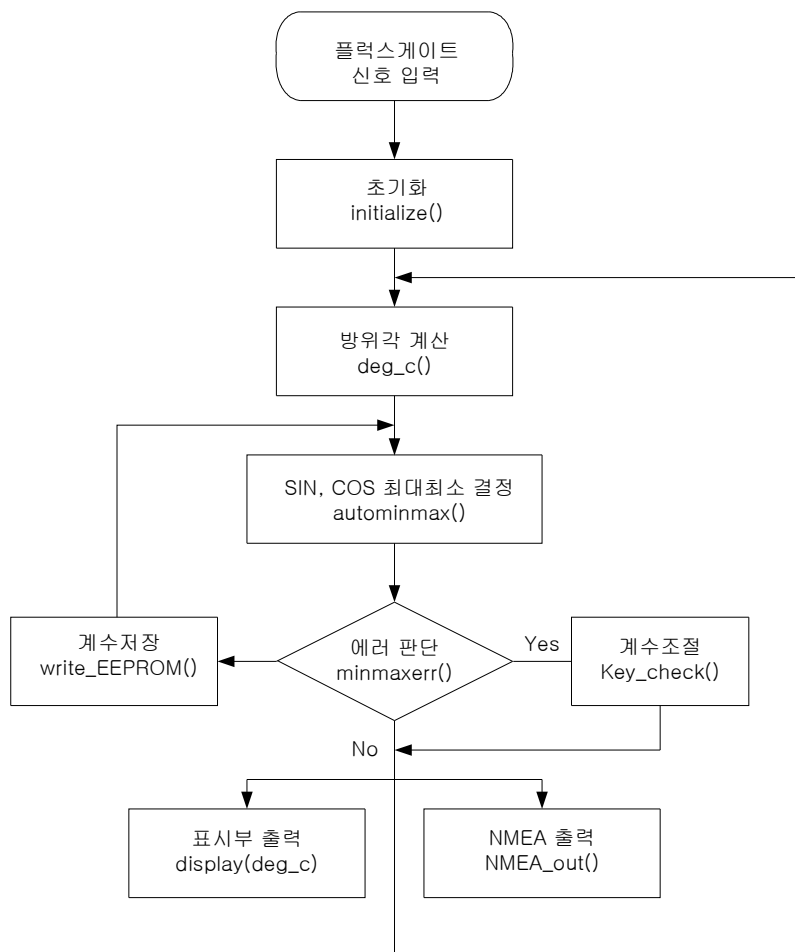 플럭스게이트
신호 입력
초기화
initialize()
방위각 계산
deg_c()
SIN, COS 최대최소 결정
autominmax()
에러 판단
minmaxerr()
Yes
계수조절
Key_check()
계수저장
write_EEPROM()
No
표시부 출력
display(deg_c)
NMEA 출력
NMEA_out()